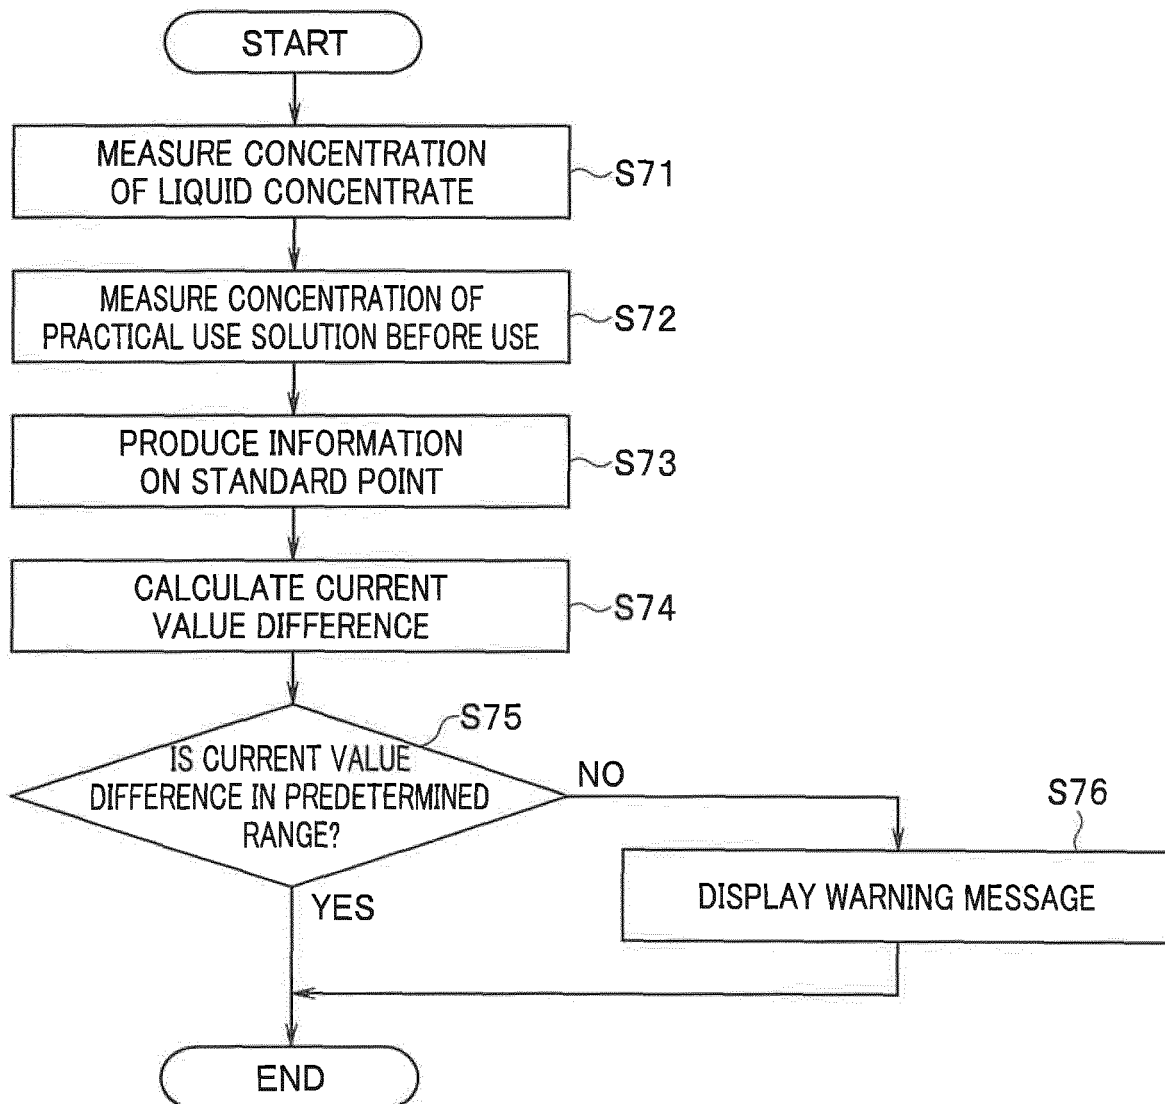 START
MEASURE CONCENTRATION
OF LIQUID CONCENTRATE
S71
MEASURE CONCENTRATION OF
PRACTICAL USE SOLUTION BEFORE USE
S72
PRODUCE INFORMATION
ON STANDARD POINT
S73
CALCULATE CURRENT
VALUE DIFFERENCE
S74
S75
IS CURRENT VALUE
DIFFERENCE IN PREDETERMINED
RANGE?
NO
S76
YES
DISPLAY WARNING MESSAGE
END